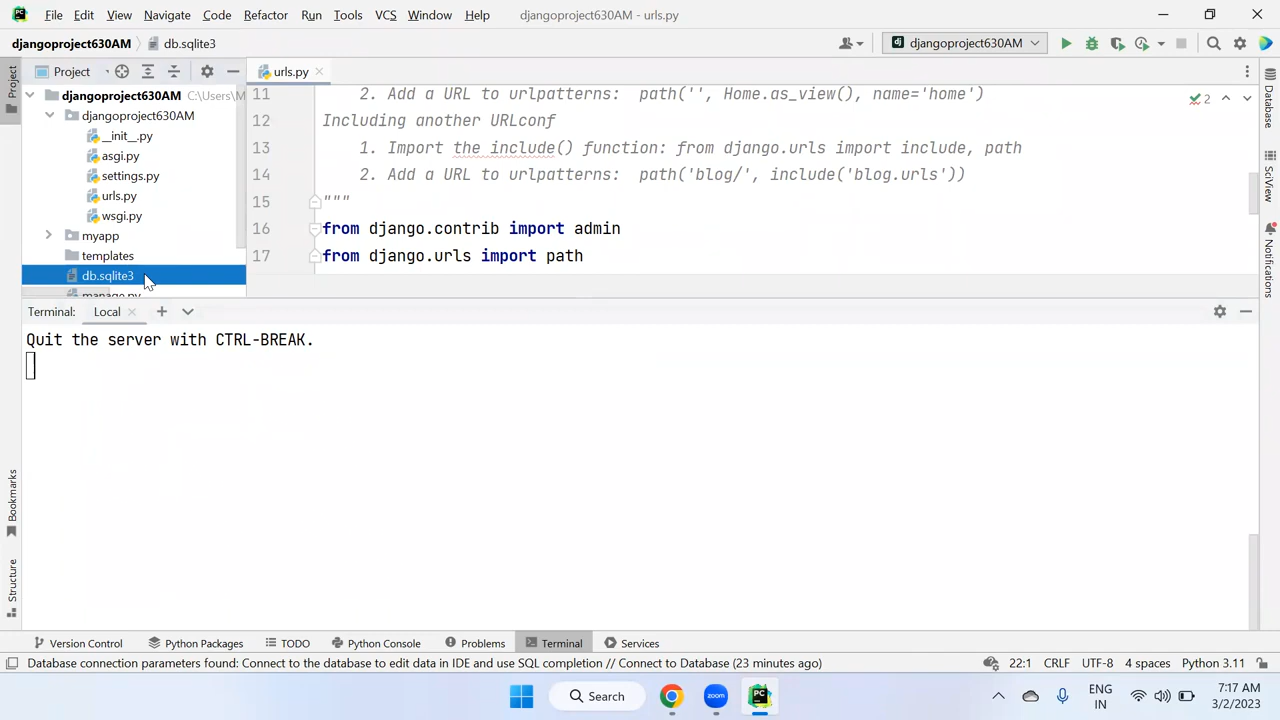 File Edit View Navigate Code Refactor Run Tools VCS Window Help djangoproject630AM - urls.py
djangoproject630AM db.sqlite3 djangoproject630AM
Project urls.py
djangoproject630AM C:\Users\M
djangoproject630AM
__init__.py
asgi.py
settings.py
urls.py
wsgi.py
myapp
templates
db.sqlite3
manage.py
11 2. Add a URL to urlpatterns: path('', Home.as_view(), name='home')
12 Including another URLconf
13 1. Import the include() function: from django.urls import include, path
14 2. Add a URL to urlpatterns: path('blog/', include('blog.urls'))
15 """
16 from django.contrib import admin
17 from django.urls import path
2
Project
Bookmarks
Structure
Database
SciView
Notifications
Terminal: Local
Quit the server with CTRL-BREAK.
Version Control Python Packages TODO Python Console Problems Terminal Services
Database connection parameters found: Connect to the database to edit data in IDE and use SQL completion // Connect to Database (23 minutes ago) 22:1 CRLF UTF-8 4 spaces Python 3.11
Search zoom PC ENG IN 7:17 AM
3/2/2023